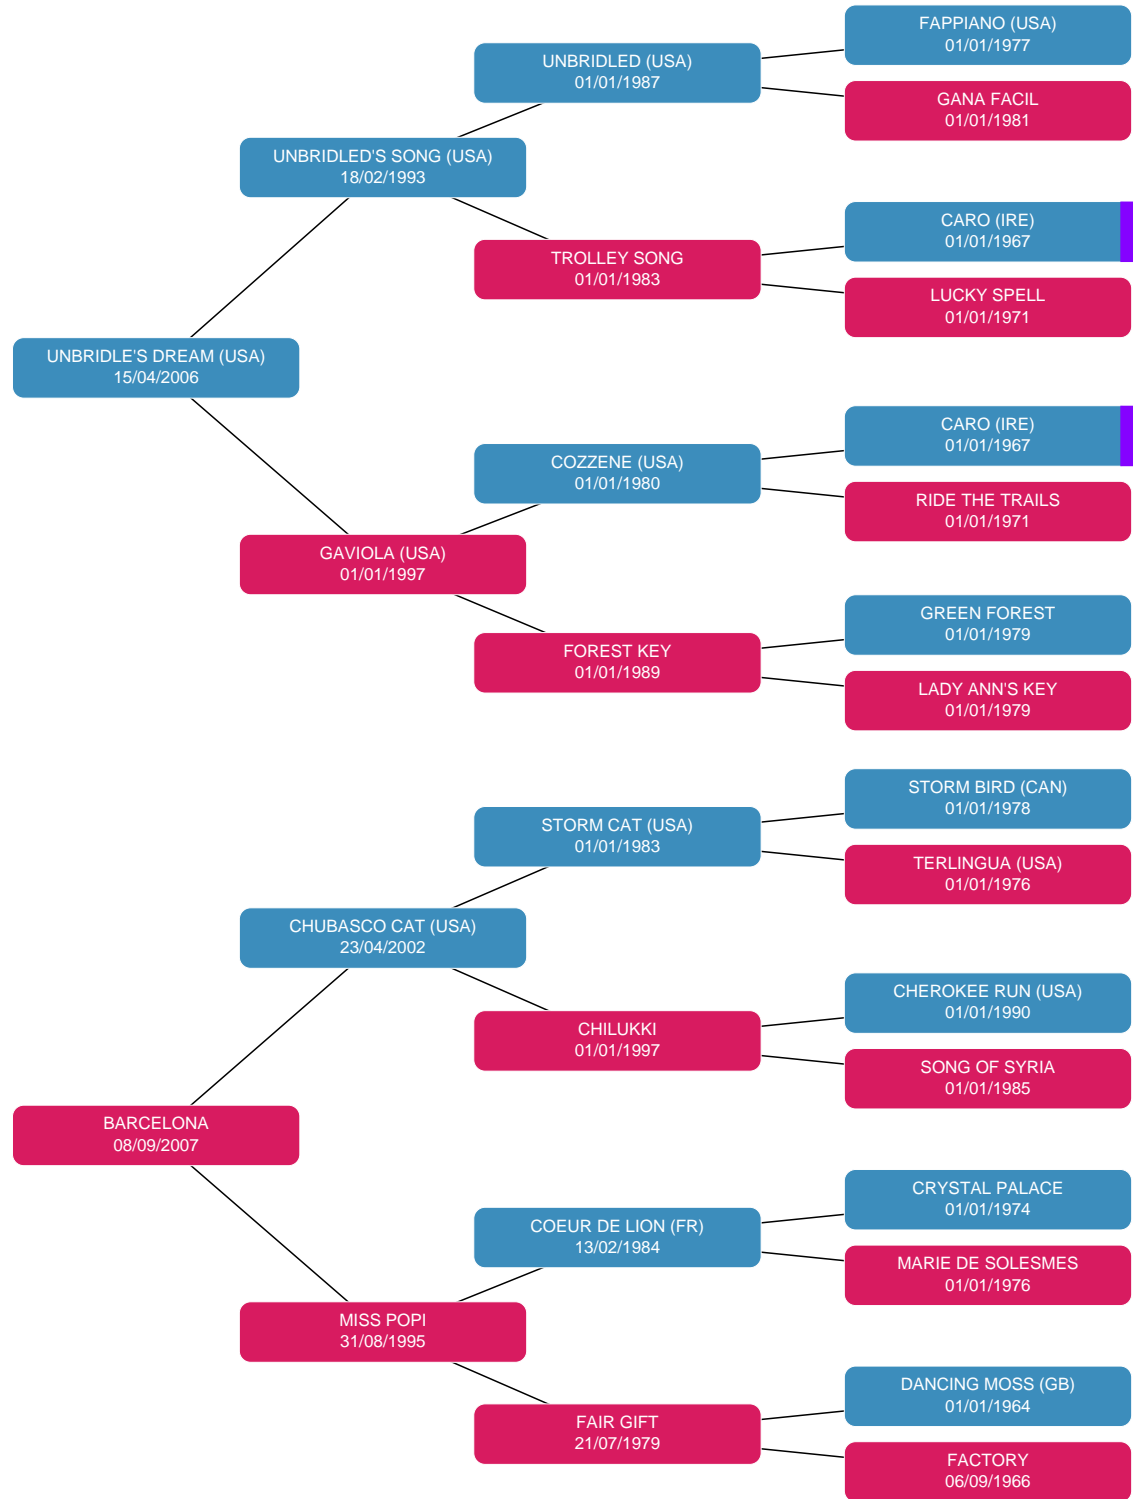 FAPPIANO (USA)
01/01/1977
UNBRIDLED (USA)
01/01/1987
GANA FACIL
01/01/1981
UNBRIDLED'S SONG (USA)
18/02/1993
CARO (IRE)
01/01/1967
TROLLEY SONG
01/01/1983
LUCKY SPELL
01/01/1971
UNBRIDLE'S DREAM (USA)
15/04/2006
CARO (IRE)
01/01/1967
COZZENE (USA)
01/01/1980
RIDE THE TRAILS
01/01/1971
GAVIOLA (USA)
01/01/1997
GREEN FOREST
01/01/1979
FOREST KEY
01/01/1989
LADY ANN'S KEY
01/01/1979
STORM BIRD (CAN)
01/01/1978
STORM CAT (USA)
01/01/1983
TERLINGUA (USA)
01/01/1976
CHUBASCO CAT (USA)
23/04/2002
CHEROKEE RUN (USA)
01/01/1990
CHILUKKI
01/01/1997
SONG OF SYRIA
01/01/1985
BARCELONA
08/09/2007
CRYSTAL PALACE
01/01/1974
COEUR DE LION (FR)
13/02/1984
MARIE DE SOLESMES
01/01/1976
MISS POPI
31/08/1995
DANCING MOSS (GB)
01/01/1964
FAIR GIFT
21/07/1979
FACTORY
06/09/1966